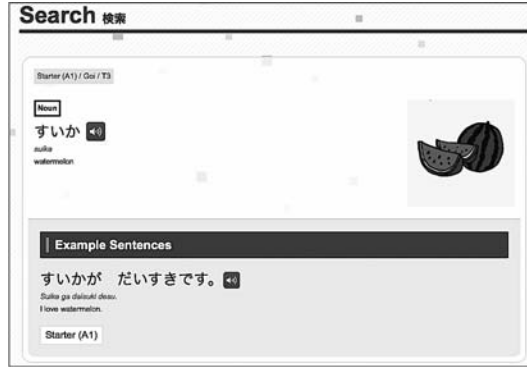 Search 検索
Starter (A1) / Goi / T3
Noun
すいか
suika
watermelon
Example Sentences
すいかが　だいすきです。
Suika ga daisuki desu.
I love watermelon.
Starter (A1)